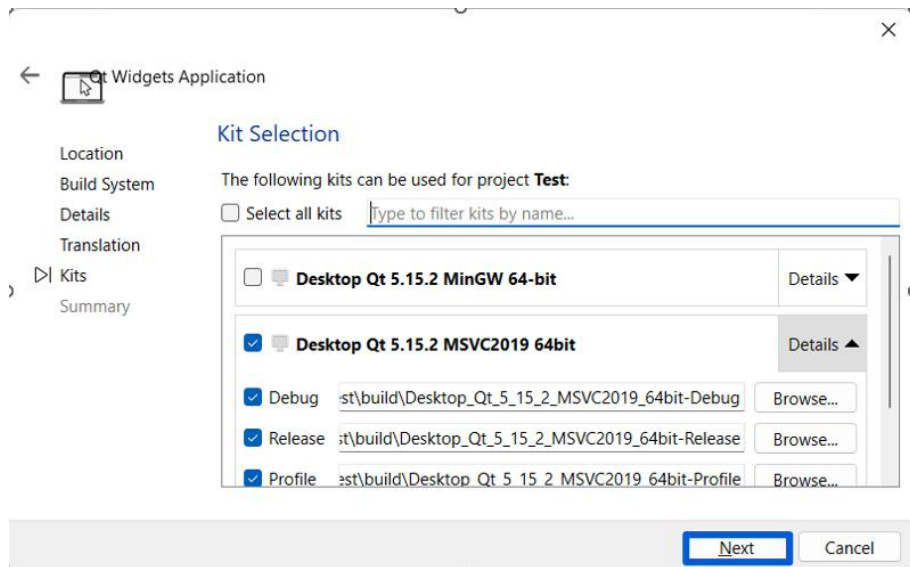 Qt Widgets Application
Location
Build System
Details
Translation
Kits
Summary
Kit Selection
The following kits can be used for project Test:
Select all kits Type to filter kits by name...
Desktop Qt 5.15.2 MinGW 64-bit Details
Desktop Qt 5.15.2 MSVC2019 64bit Details
Debug est\build\Desktop_Qt_5_15_2_MSVC2019_64bit-Debug Browse...
Release st\build\Desktop_Qt_5_15_2_MSVC2019_64bit-Release Browse...
Profile est\build\Desktop_Qt_5_15_2_MSVC2019_64bit-Profile Browse...
Next Cancel